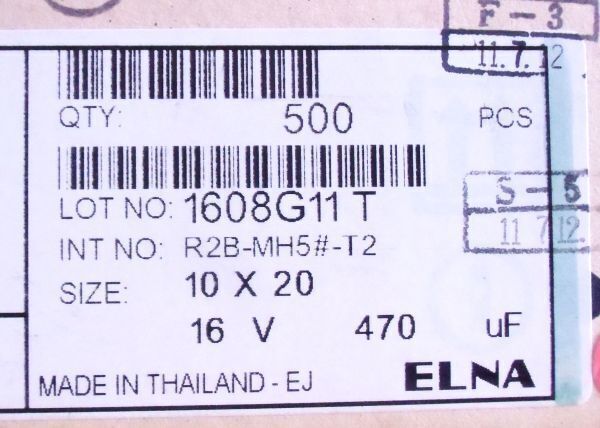 F-3
11.7.12
QTY: 500 PCS
LOT NO: 1608G11 T
S-5
11 7.12.
INT NO: R2B-MH5#-T2
SIZE: 10 X 20
16 V 470 uF
MADE IN THAILAND - EJ ELNA